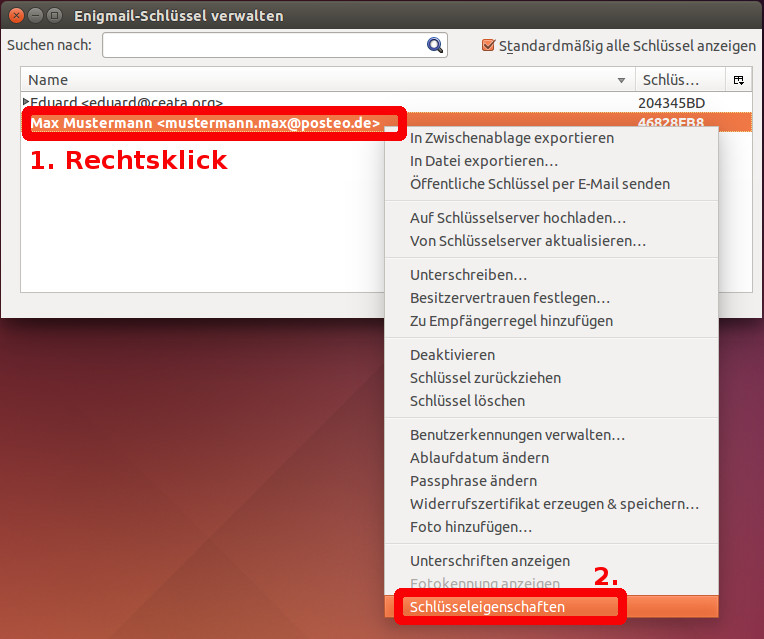 Enigmail-Schlüssel verwalten
Suchen nach:
Standardmäßig alle Schlüssel anzeigen
Name Schlüs…
Eduard <eduard@ceata.org> 204345BD
Max Mustermann <mustermann.max@posteo.de> 46828EB8
1. Rechtsklick
In Zwischenablage exportieren
In Datei exportieren…
Öffentliche Schlüssel per E-Mail senden
Auf Schlüsselserver hochladen…
Von Schlüsselserver aktualisieren…
Unterschreiben…
Besitzervertrauen festlegen…
Zu Empfängerregel hinzufügen
Deaktivieren
Schlüssel zurückziehen
Schlüssel löschen
Benutzerkennungen verwalten…
Ablaufdatum ändern
Passphrase ändern
Widerrufszertifikat erzeugen & speichern…
Foto hinzufügen…
Unterschriften anzeigen
Fotokennung anzeigen
2.
Schlüsseleigenschaften